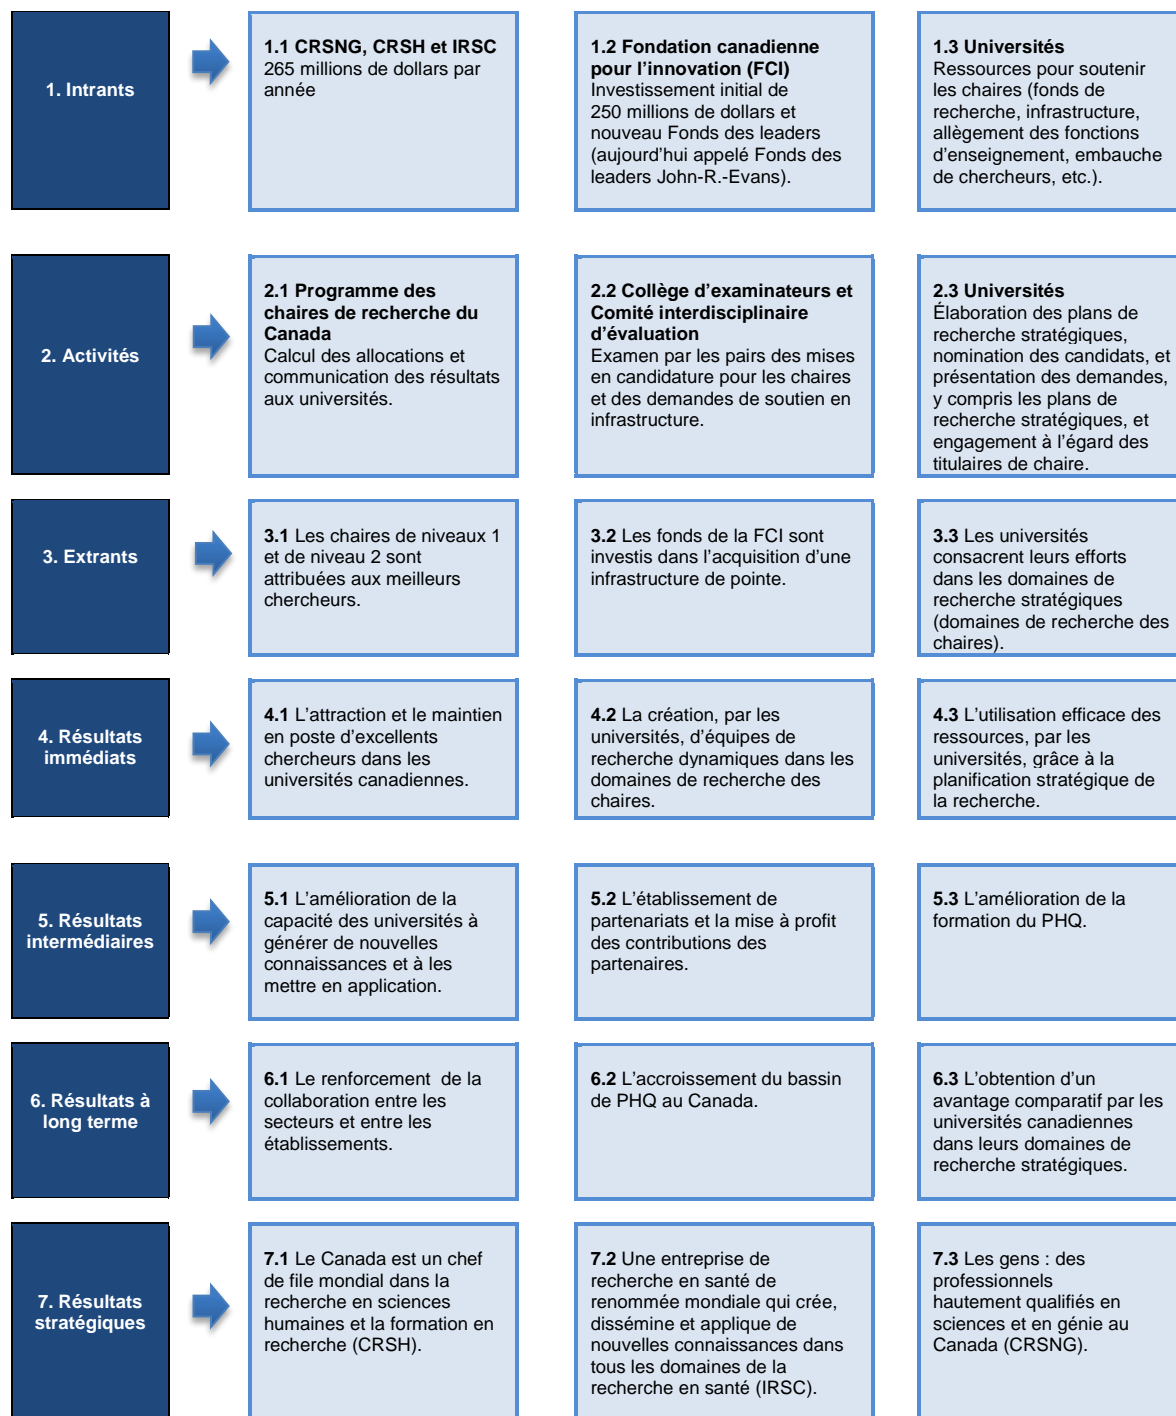 1. Intrants
1.1 CRSNG, CRSH et IRSC
265 millions de dollars par
année
1.2 Fondation canadienne
pour l'innovation (FCI)
Investissement initial de
250 millions de dollars et
nouveau Fonds des leaders
(aujourd'hui appelé Fonds des
leaders John-R.-Evans).
1.3 Universités
Ressources pour soutenir
les chaires (fonds de
recherche, infrastructure,
allègement des fonctions
d'enseignement, embauche
de chercheurs, etc.).
2. Activités
2.1 Programme des
chaires de recherche du
Canada
Calcul des allocations et
communication des résultats
aux universités.
2.2 Collège d'examinateurs et
Comité interdisciplinaire
d'évaluation
Examen par les pairs des mises
en candidature pour les chaires
et des demandes de soutien en
infrastructure.
2.3 Universités
Élaboration des plans de
recherche stratégiques,
nomination des candidats, et
présentation des demandes,
y compris les plans de
recherche stratégiques, et
engagement à l'égard des
titulaires de chaire.
3. Extrants
3.1 Les chaires de niveaux 1
et de niveau 2 sont
attribuées aux meilleurs
chercheurs.
3.2 Les fonds de la FCI sont
investis dans l'acquisition d'une
infrastructure de pointe.
3.3 Les universités
consacrent leurs efforts
dans les domaines de
recherche stratégiques
(domaines de recherche des
chaires).
4. Résultats
immédiats
4.1 L'attraction et le maintien
en poste d'excellents
chercheurs dans les
universités canadiennes.
4.2 La création, par les
universités, d'équipes de
recherche dynamiques dans les
domaines de recherche des
chaires.
4.3 L'utilisation efficace des
ressources, par les
universités, grâce à la
planification stratégique de
la recherche.
5. Résultats
intermédiaires
5.1 L'amélioration de la
capacité des universités à
générer de nouvelles
connaissances et à les
mettre en application.
5.2 L'établissement de
partenariats et la mise à profit
des contributions des
partenaires.
5.3 L'amélioration de la
formation du PHQ.
6. Résultats à
long terme
6.1 Le renforcement  de la
collaboration entre les
secteurs et entre les
établissements.
6.2 L'accroissement du bassin
de PHQ au Canada.
6.3 L'obtention d'un
avantage comparatif par les
universités canadiennes
dans leurs domaines de
recherche stratégiques.
7. Résultats
stratégiques
7.1 Le Canada est un chef
de file mondial dans la
recherche en sciences
humaines et la formation en
recherche (CRSH).
7.2 Une entreprise de
recherche en santé de
renommée mondiale qui crée,
dissémine et applique de
nouvelles connaissances dans
tous les domaines de la
recherche en santé (IRSC).
7.3 Les gens : des
professionnels
hautement qualifiés en
sciences et en génie au
Canada (CRSNG).